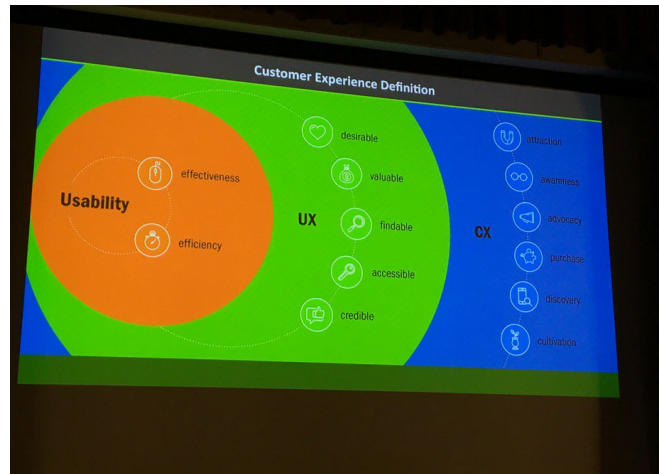 Customer Experience Definition
Usability
effectiveness
efficiency
UX
desirable
valuable
findable
accessible
credible
CX
attraction
awareness
advocacy
purchase
discovery
cultivation